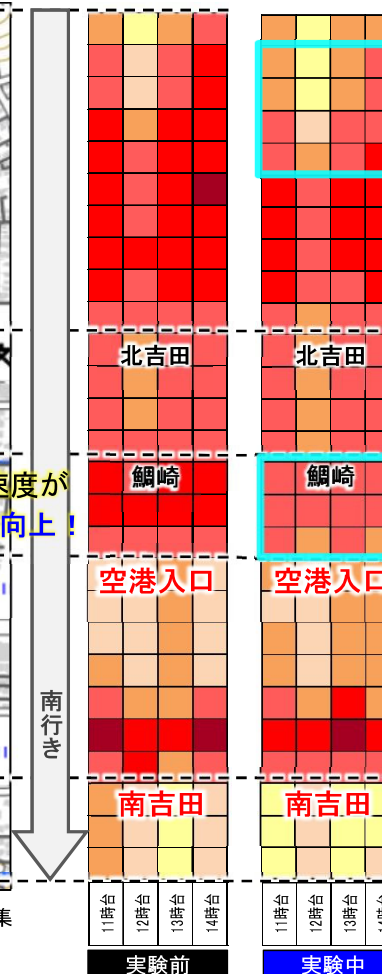 北吉田
北吉田
鯛崎
鯛崎
速度が
向上！
空港入口
空港入口
南行き
南吉田
南吉田
集
11時台
12時台
13時台
14時台
11時台
12時台
13時台
実験前
実験中